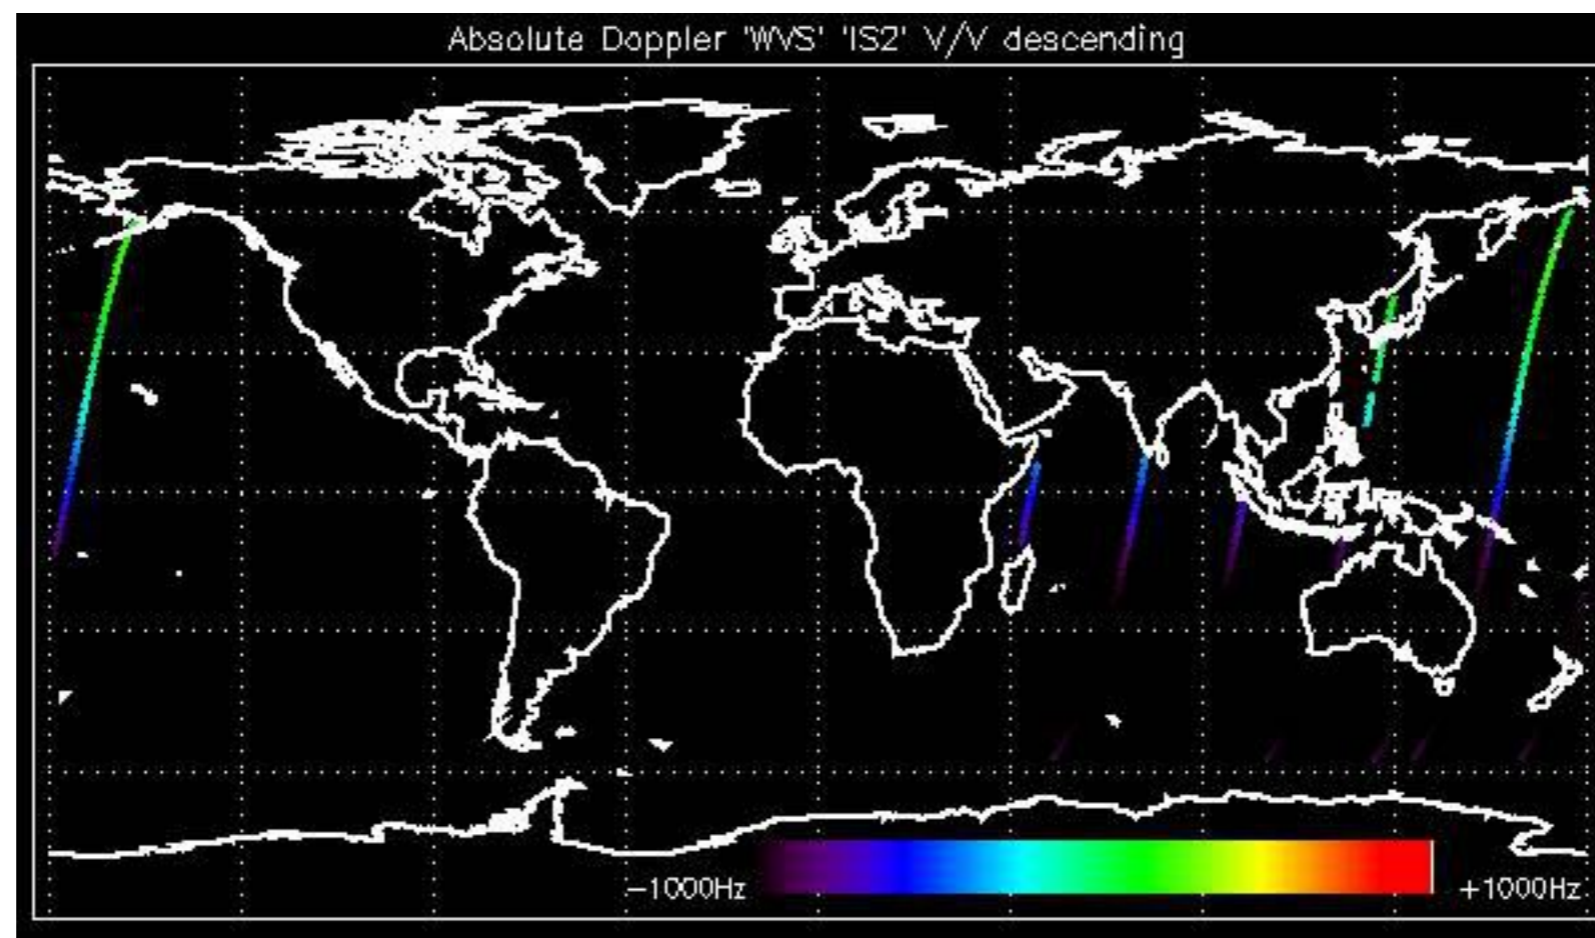 Absolute Doppler 'WVS' 'IS2' V/V descending
−1000Hz
+1000Hz